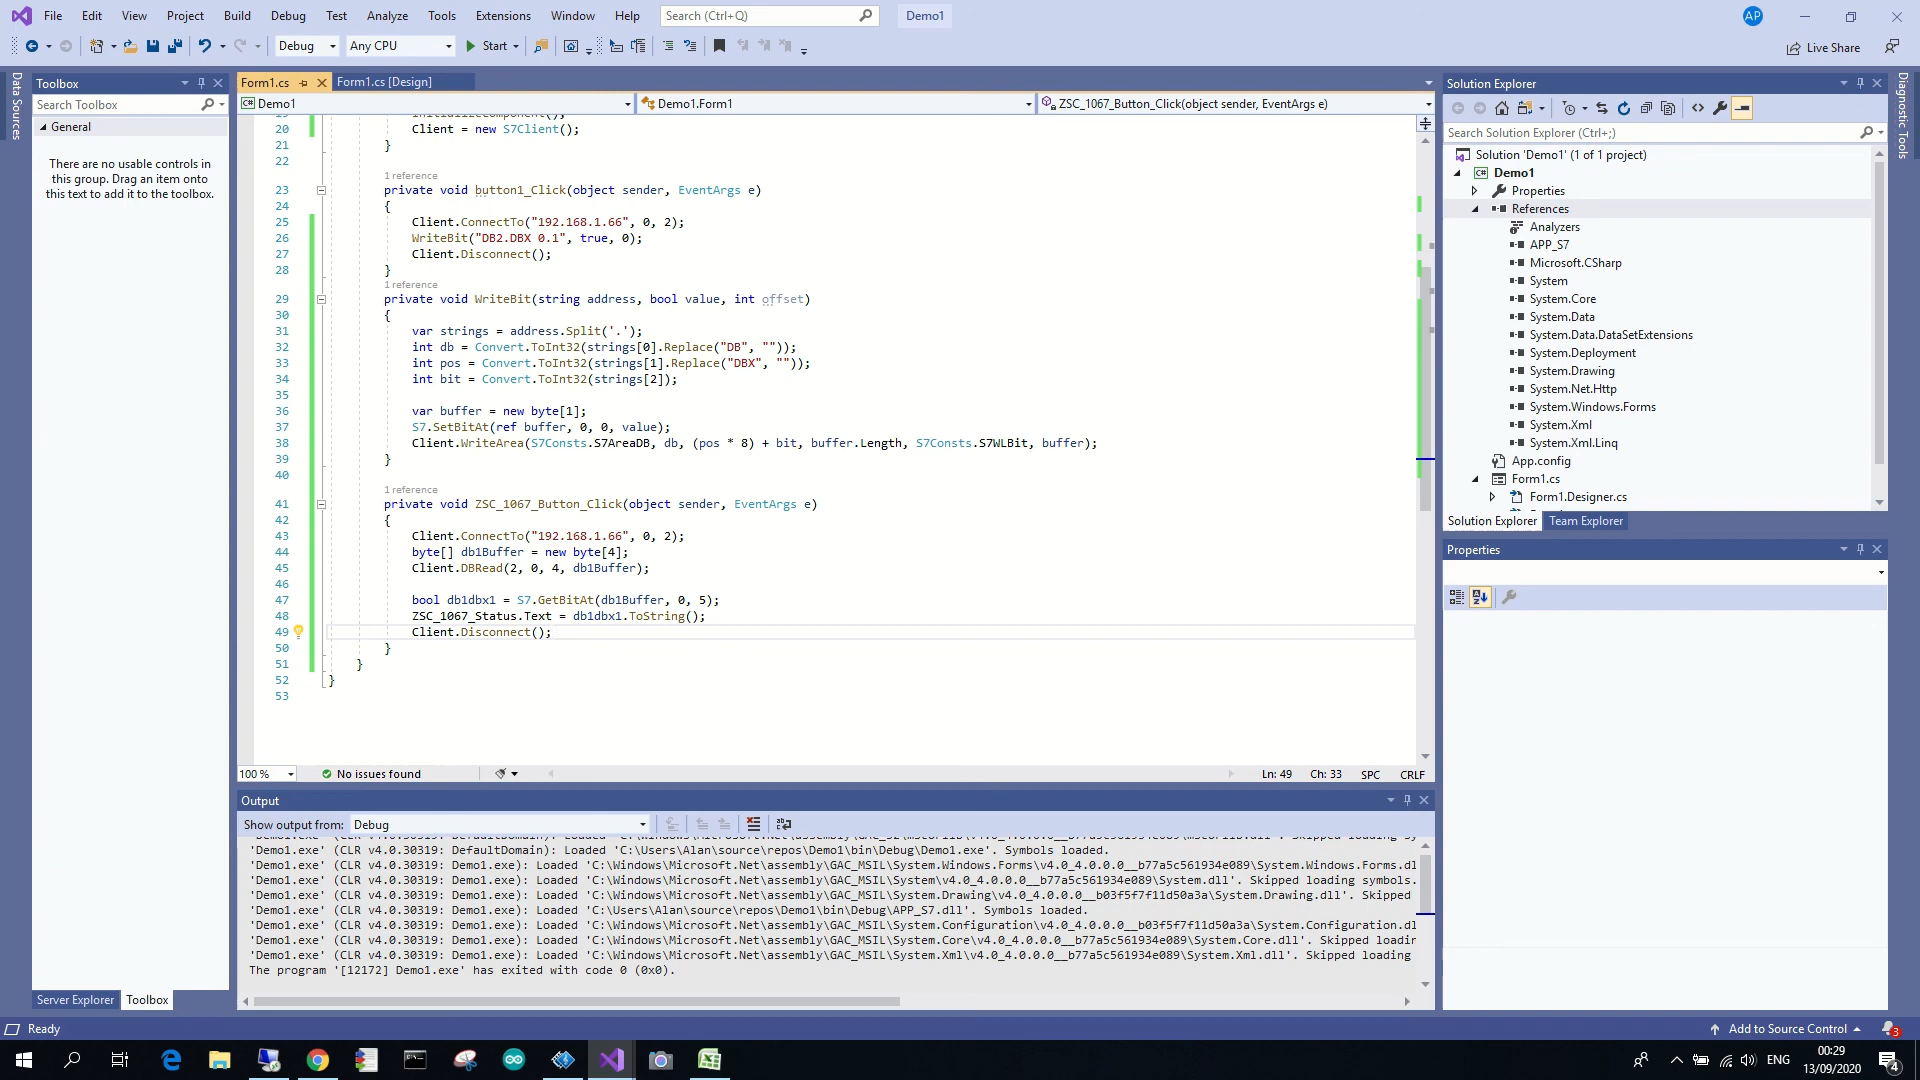 File Edit View Project Build Debug Test Analyze Tools Extensions Window Help Search (Ctrl+Q) Demo1 AP
Debug Any CPU Start Live Share
Data Sources
Toolbox
Search Toolbox
General
There are no usable controls in
this group. Drag an item onto
this text to add it to the toolbox.
Server Explorer Toolbox
Form1.cs Form1.cs [Design]
Demo1 Demo1.Form1 ZSC_1067_Button_Click(object sender, EventArgs e)
19 InitializeComponent();
20 Client = new S7Client();
21 }
22
1 reference
23 private void button1_Click(object sender, EventArgs e)
24 {
25 Client.ConnectTo("192.168.1.66", 0, 2);
26 WriteBit("DB2.DBX 0.1", true, 0);
27 Client.Disconnect();
28 }
1 reference
29 private void WriteBit(string address, bool value, int offset)
30 {
31 var strings = address.Split('.');
32 int db = Convert.ToInt32(strings[0].Replace("DB", ""));
33 int pos = Convert.ToInt32(strings[1].Replace("DBX", ""));
34 int bit = Convert.ToInt32(strings[2]);
35
36 var buffer = new byte[1];
37 S7.SetBitAt(ref buffer, 0, 0, value);
38 Client.WriteArea(S7Consts.S7AreaDB, db, (pos * 8) + bit, buffer.Length, S7Consts.S7WLBit, buffer);
39 }
40
1 reference
41 private void ZSC_1067_Button_Click(object sender, EventArgs e)
42 {
43 Client.ConnectTo("192.168.1.66", 0, 2);
44 byte[] db1Buffer = new byte[4];
45 Client.DBRead(2, 0, 4, db1Buffer);
46
47 bool db1dbx1 = S7.GetBitAt(db1Buffer, 0, 5);
48 ZSC_1067_Status.Text = db1dbx1.ToString();
49 Client.Disconnect();
50 }
51 }
52 }
53
100 % No issues found Ln: 49 Ch: 33 SPC CRLF
Output
Show output from: Debug
'Demo1.exe' (CLR v4.0.30319: DefaultDomain): Loaded 'C:\Users\Alan\source\repos\Demo1\bin\Debug\Demo1.exe'. Symbols loaded.
'Demo1.exe' (CLR v4.0.30319: Demo1.exe): Loaded 'C:\Windows\Microsoft.Net\assembly\GAC_MSIL\System.Windows.Forms\v4.0_4.0.0.0__b77a5c561934e089\System.Windows.Forms.dl
'Demo1.exe' (CLR v4.0.30319: Demo1.exe): Loaded 'C:\Windows\Microsoft.Net\assembly\GAC_MSIL\System\v4.0_4.0.0.0__b77a5c561934e089\System.dll'. Skipped loading symbols.
'Demo1.exe' (CLR v4.0.30319: Demo1.exe): Loaded 'C:\Windows\Microsoft.Net\assembly\GAC_MSIL\System.Drawing\v4.0_4.0.0.0__b03f5f7f11d50a3a\System.Drawing.dll'. Skipped
'Demo1.exe' (CLR v4.0.30319: Demo1.exe): Loaded 'C:\Users\Alan\source\repos\Demo1\bin\Debug\APP_S7.dll'. Symbols loaded.
'Demo1.exe' (CLR v4.0.30319: Demo1.exe): Loaded 'C:\Windows\Microsoft.Net\assembly\GAC_MSIL\System.Configuration\v4.0_4.0.0.0__b03f5f7f11d50a3a\System.Configuration.dl
'Demo1.exe' (CLR v4.0.30319: Demo1.exe): Loaded 'C:\Windows\Microsoft.Net\assembly\GAC_MSIL\System.Core\v4.0_4.0.0.0__b77a5c561934e089\System.Core.dll'. Skipped loadin
'Demo1.exe' (CLR v4.0.30319: Demo1.exe): Loaded 'C:\Windows\Microsoft.Net\assembly\GAC_MSIL\System.Xml\v4.0_4.0.0.0__b77a5c561934e089\System.Xml.dll'. Skipped loading
The program '[12172] Demo1.exe' has exited with code 0 (0x0).
Solution Explorer
Search Solution Explorer (Ctrl+;)
Solution 'Demo1' (1 of 1 project)
Demo1
Properties
References
Analyzers
APP_S7
Microsoft.CSharp
System
System.Core
System.Data
System.Data.DataSetExtensions
System.Deployment
System.Drawing
System.Net.Http
System.Windows.Forms
System.Xml
System.Xml.Linq
App.config
Form1.cs
Form1.Designer.cs
Solution Explorer Team Explorer
Properties
Diagnostic Tools
Ready Add to Source Control 3
ENG 00:29
13/09/2020 4